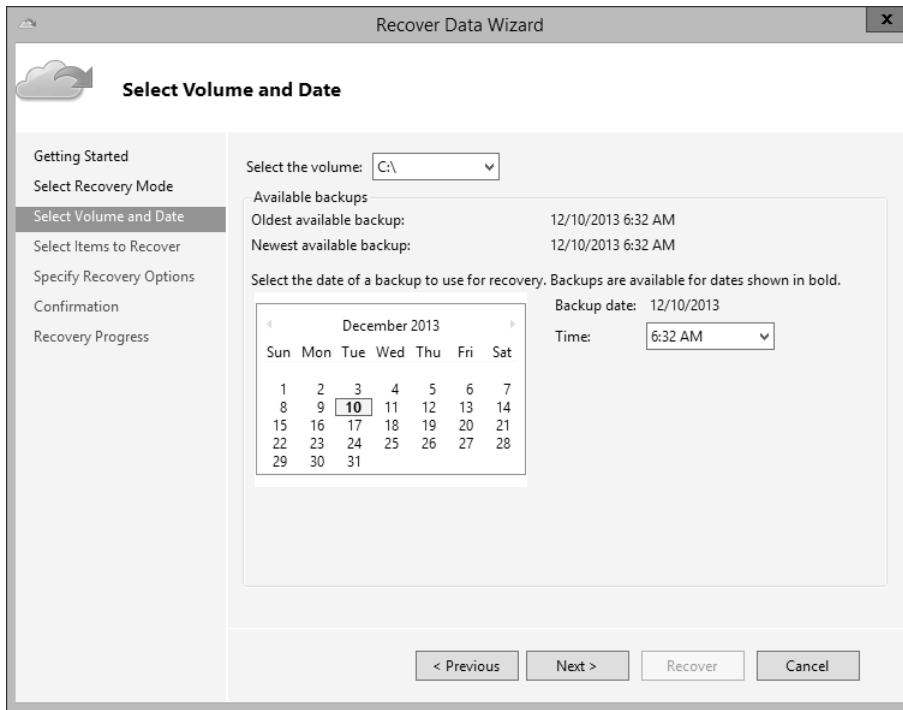 Recover Data Wizard
x
Select Volume and Date
Getting Started
Select Recovery Mode
Select Volume and Date
Select Items to Recover
Specify Recovery Options
Confirmation
Recovery Progress
Select the volume: C:\
Available backups
Oldest available backup: 12/10/2013 6:32 AM
Newest available backup: 12/10/2013 6:32 AM
Select the date of a backup to use for recovery. Backups are available for dates shown in bold.
December 2013
Sun Mon Tue Wed Thu Fri Sat
1 2 3 4 5 6 7
8 9 10 11 12 13 14
15 16 17 18 19 20 21
22 23 24 25 26 27 28
29 30 31
Backup date: 12/10/2013
Time: 6:32 AM
< Previous Next > Recover Cancel